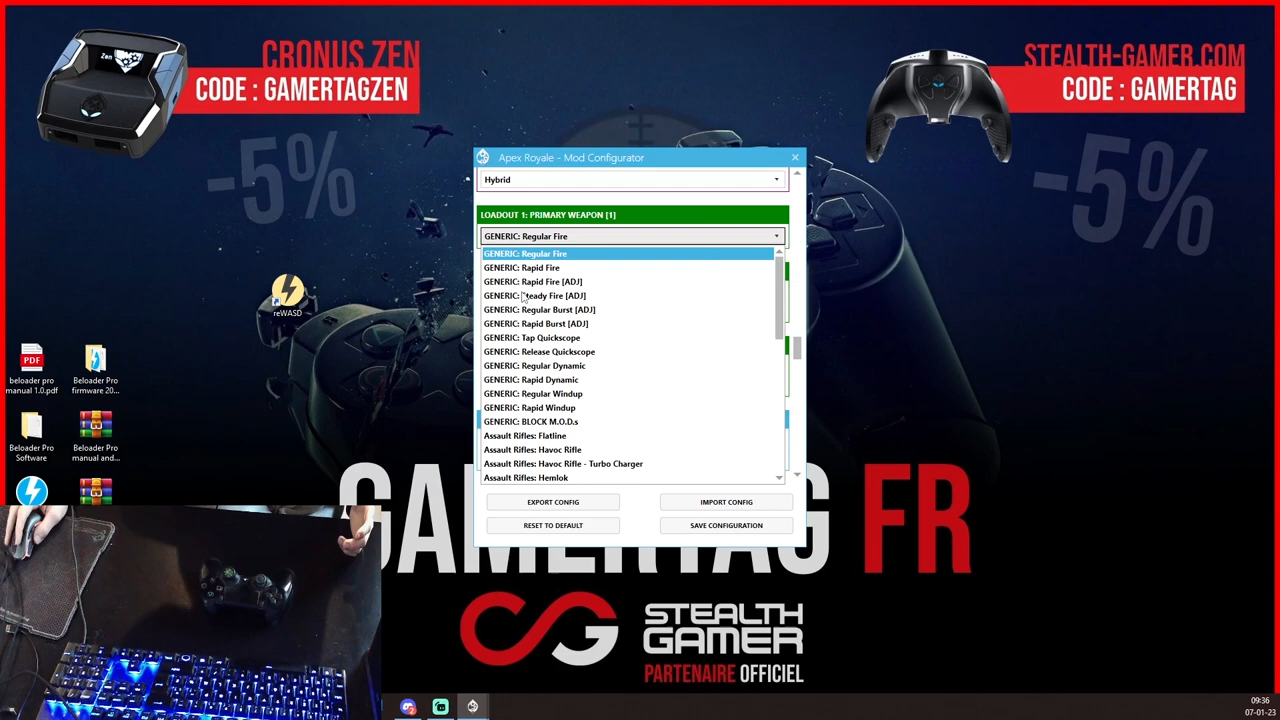 CRONUS ZEN
CODE : GAMERTAGZEN
-5%
Zen
STEALTH-GAMER.COM
CODE : GAMERTAG
-5%
Apex Royale - Mod Configurator
Hybrid
LOADOUT 1: PRIMARY WEAPON [1]
GENERIC: Regular Fire
GENERIC: Regular Fire
GENERIC: Rapid Fire
GENERIC: Rapid Fire [ADJ]
GENERIC: Steady Fire [ADJ]
GENERIC: Regular Burst [ADJ]
GENERIC: Rapid Burst [ADJ]
GENERIC: Tap Quickscope
GENERIC: Release Quickscope
GENERIC: Regular Dynamic
GENERIC: Rapid Dynamic
GENERIC: Regular Windup
GENERIC: Rapid Windup
GENERIC: BLOCK M.O.D.s
Assault Rifles: Flatline
Assault Rifles: Havoc Rifle
Assault Rifles: Havoc Rifle - Turbo Charger
Assault Rifles: Hemlok
EXPORT CONFIG
IMPORT CONFIG
RESET TO DEFAULT
SAVE CONFIGURATION
reWASD
PDF
beloader pro
manual 1.0.pdf
Beloader Pro
firmware 20...
Beloader Pro
Software
Beloader Pro
manual and...
GAMERTAG FR
STEALTH
GAMER
PARTENAIRE OFFICIEL
09:36
07-01-23